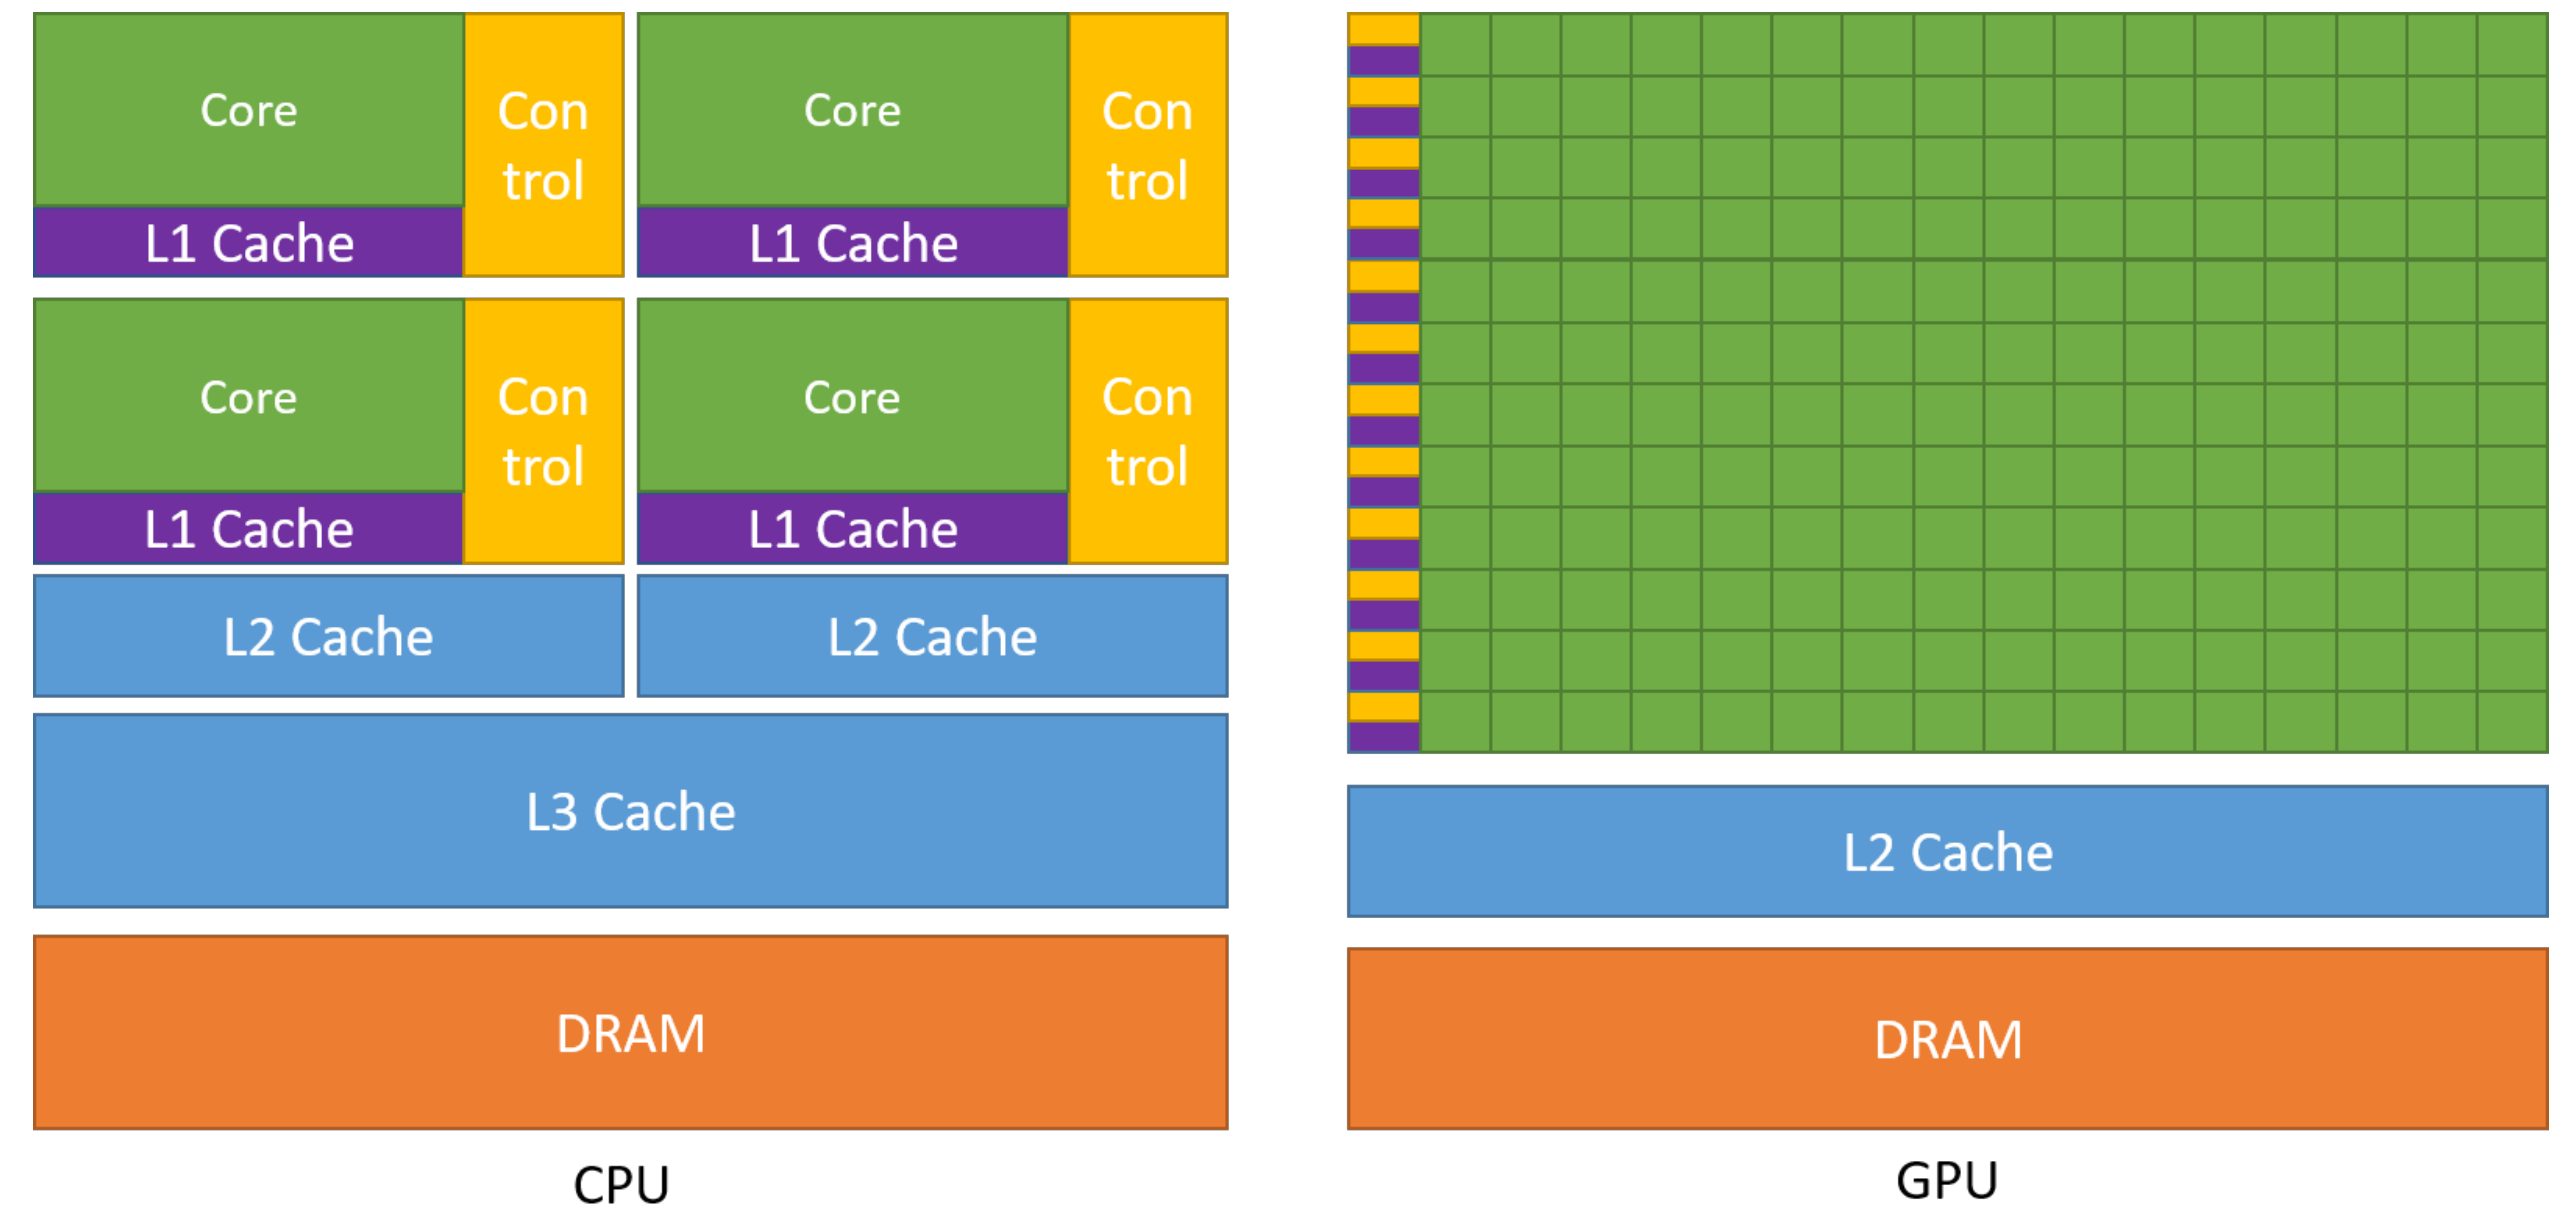 Core
Con
trol
L1 Cache
Core
Con
trol
L1 Cache
Core
Con
trol
L1 Cache
Core
Con
trol
L1 Cache
L2 Cache
L2 Cache
L3 Cache
DRAM
CPU
L2 Cache
DRAM
GPU